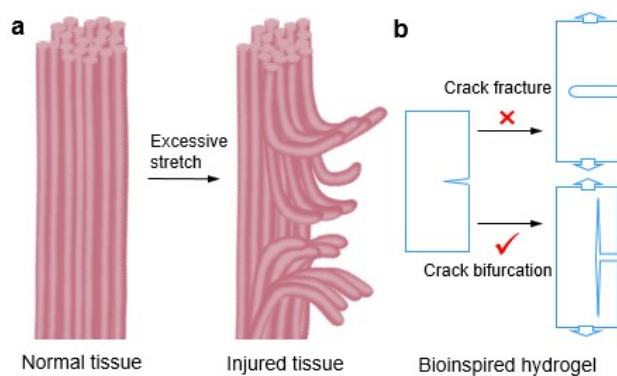 a
Excessive
stretch
Normal tissue
Injured tissue
b
Crack fracture
Crack bifurcation
Bioinspired hydrogel